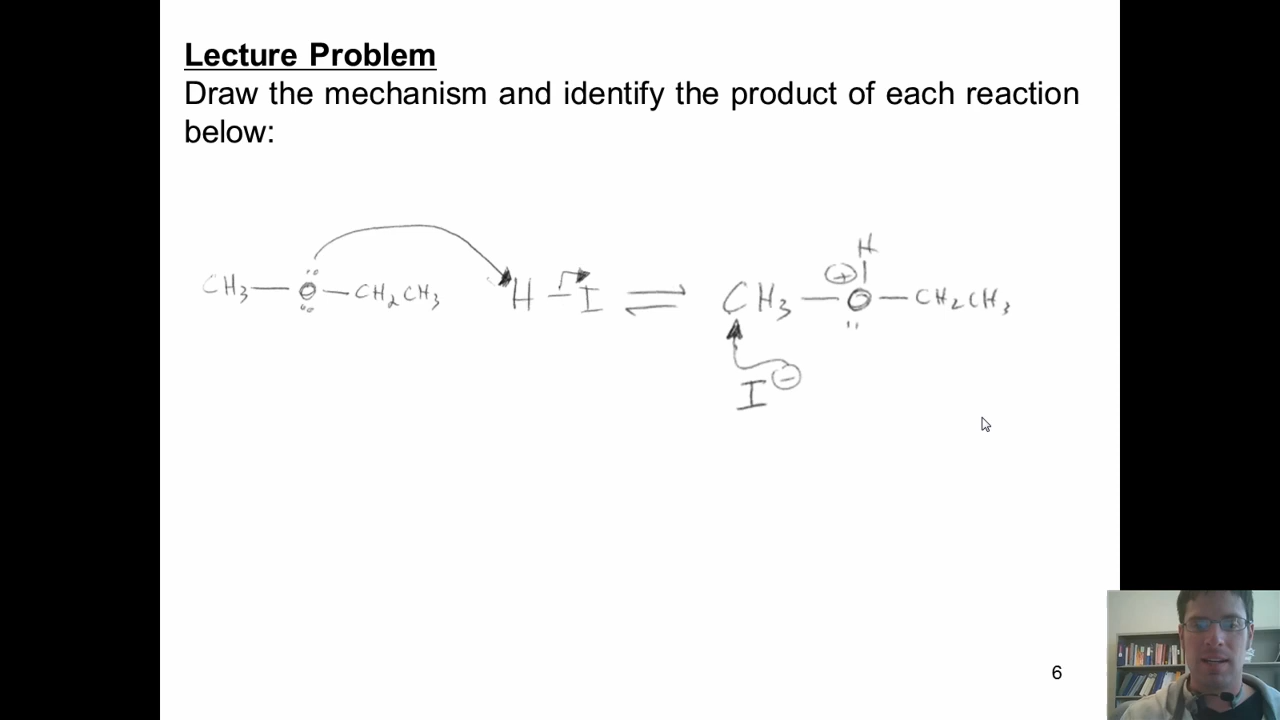 Lecture Problem
Draw the mechanism and identify the product of each reaction
below:
H
CH3—O—CH2CH3 H—I ⇌ CH3—O—CH2CH3
⊕
I ⊖
6